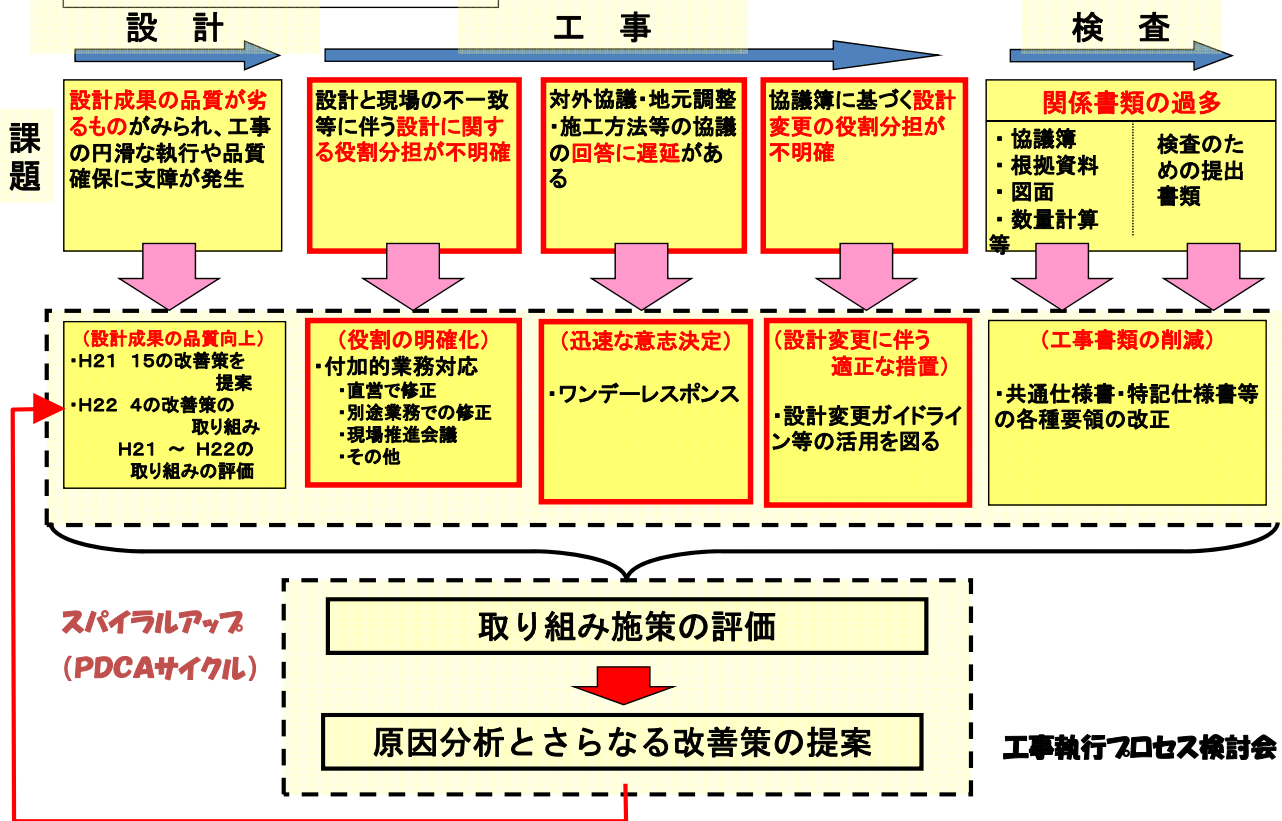 設 計
工 事
検 査
課
題
設計成果の品質が劣
るものがみられ、工事
の円滑な執行や品質
確保に支障が発生
設計と現場の不一致
等に伴う設計に関す
る役割分担が不明確
対外協議・地元調整
・施工方法等の協議
の回答に遅延があ
る
協議簿に基づく設計
変更の役割分担が
不明確
関係書類の過多
・協議簿
・根拠資料
・図面
・数量計算
等
検査のた
めの提出
書類
(設計成果の品質向上)
・H21 15の改善策を
提案
・H22 4の改善策の
取り組み
H21 ～ H22の
取り組みの評価
(役割の明確化)
・付加的業務対応
・直営で修正
・別途業務での修正
・現場推進会議
・その他
(迅速な意志決定)
・ワンデーレスポンス
(設計変更に伴う
適正な措置)
・設計変更ガイドライ
ン等の活用を図る
(工事書類の削減)
・共通仕様書・特記仕様書等
の各種要領の改正
スパイラルアップ
(PDCAサイクル)
取り組み施策の評価
原因分析とさらなる改善策の提案
工事執行プロセス検討会